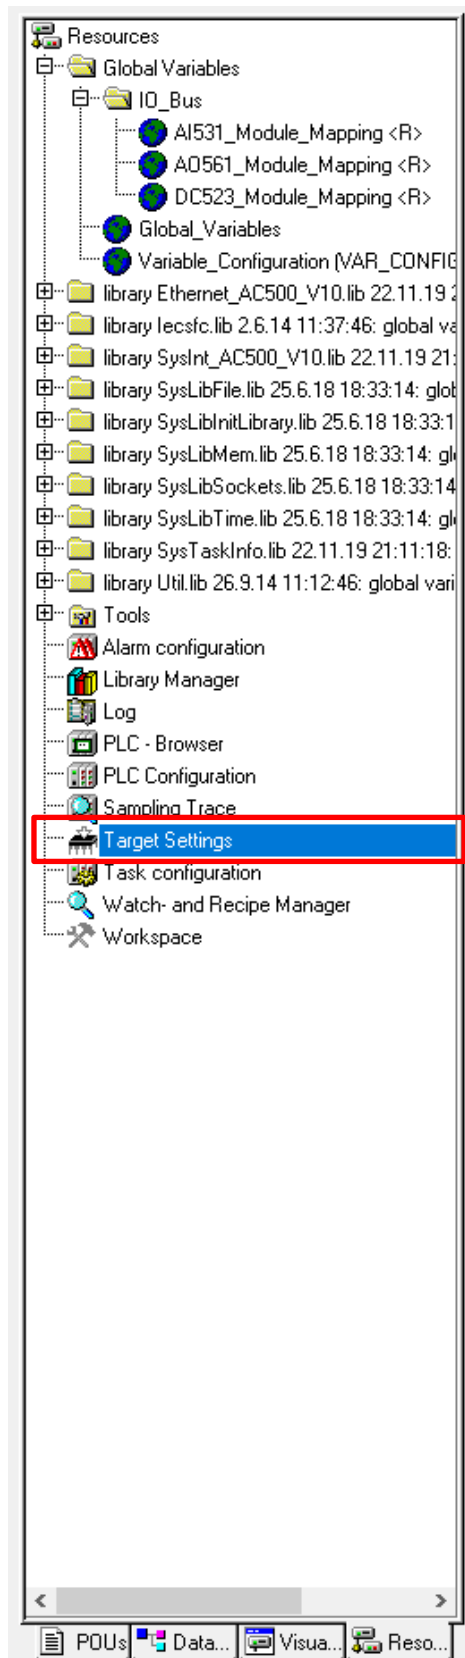 Resources
Global Variables
IO_Bus
AI531_Module_Mapping <R>
AO561_Module_Mapping <R>
DC523_Module_Mapping <R>
Global_Variables
Variable_Configuration (VAR_CONFIG
library Ethernet_AC500_V10.lib 22.11.19 2
library Iecsfc.lib 2.6.14 11:37:46: global va
library SysInt_AC500_V10.lib 22.11.19 21:
library SysLibFile.lib 25.6.18 18:33:14: glob
library SysLibInitLibrary.lib 25.6.18 18:33:1
library SysLibMem.lib 25.6.18 18:33:14: gl
library SysLibSockets.lib 25.6.18 18:33:14
library SysLibTime.lib 25.6.18 18:33:14: gl
library SysTaskInfo.lib 22.11.19 21:11:18:
library Util.lib 26.9.14 11:12:46: global vari
Tools
Alarm configuration
Library Manager
Log
PLC - Browser
PLC Configuration
Sampling Trace
Target Settings
Task configuration
Watch- and Recipe Manager
Workspace
POUs Data... Visua... Reso...